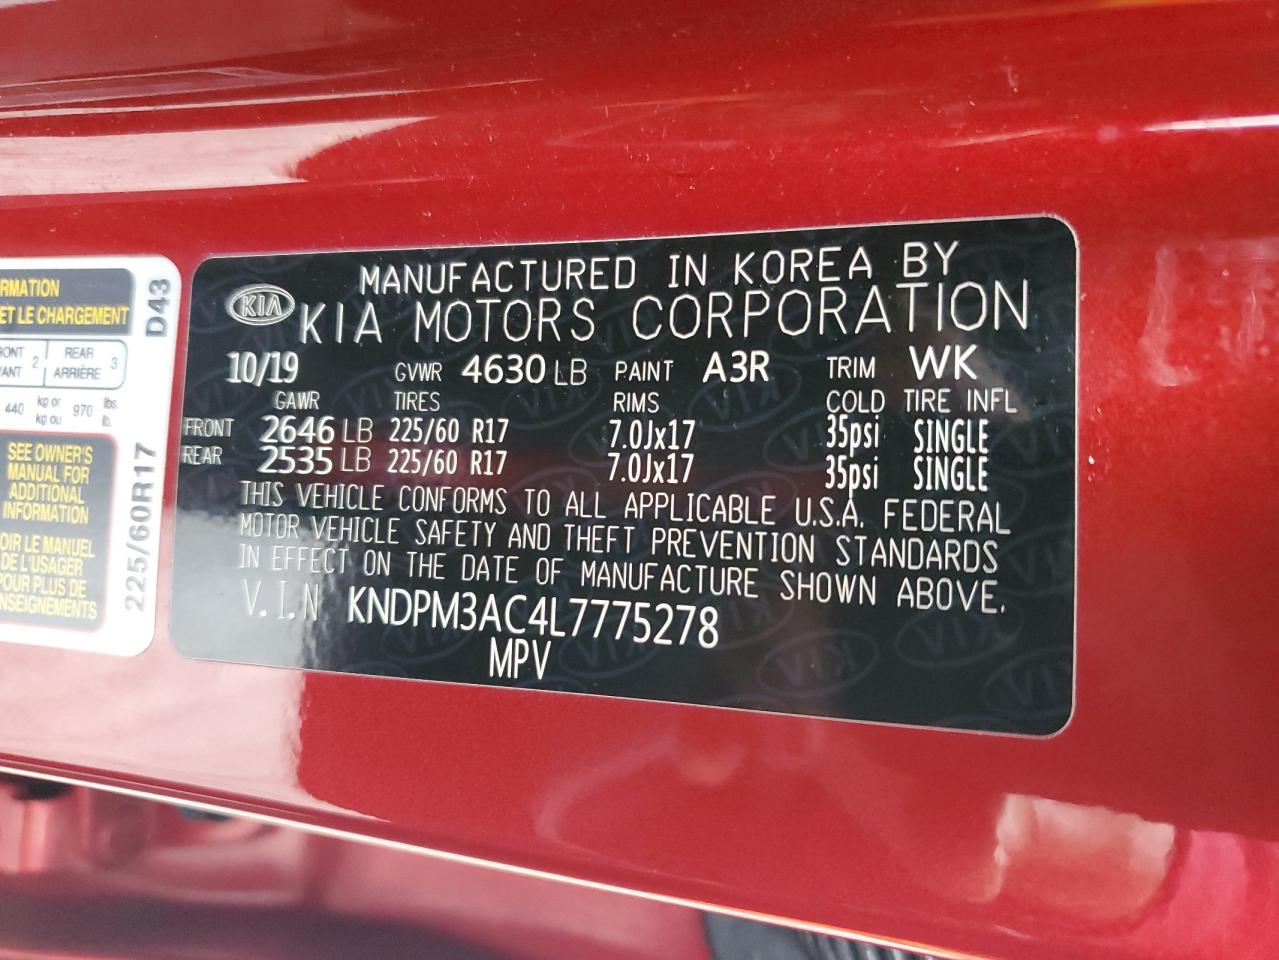 RMATION
ET LE CHARGEMENT
D43
2
REAR 3
ARRIÈRE
440 kg or kg ou 970 lbs. lb.
SEE OWNER'S
MANUAL FOR
ADDITIONAL
INFORMATION
OIR LE MANUEL
DE L'USAGER
POUR PLUS DE
NSEIGNEMENTS
225/60R17
MANUFACTURED IN KOREA BY
KIA KIA MOTORS CORPORATION
10/19 GVWR 4630 LB PAINT A3R TRIM WK
GAWR TIRES RIMS COLD TIRE INFL
FRONT 2646 LB 225/60 R17 7.0Jx17 35psi SINGLE
REAR 2535 LB 225/60 R17 7.0Jx17 35psi SINGLE
THIS VEHICLE CONFORMS TO ALL APPLICABLE U.S.A. FEDERAL
MOTOR VEHICLE SAFETY AND THEFT PREVENTION STANDARDS
IN EFFECT ON THE DATE OF MANUFACTURE SHOWN ABOVE.
V.I.N KNDPM3AC4L7775278
MPV